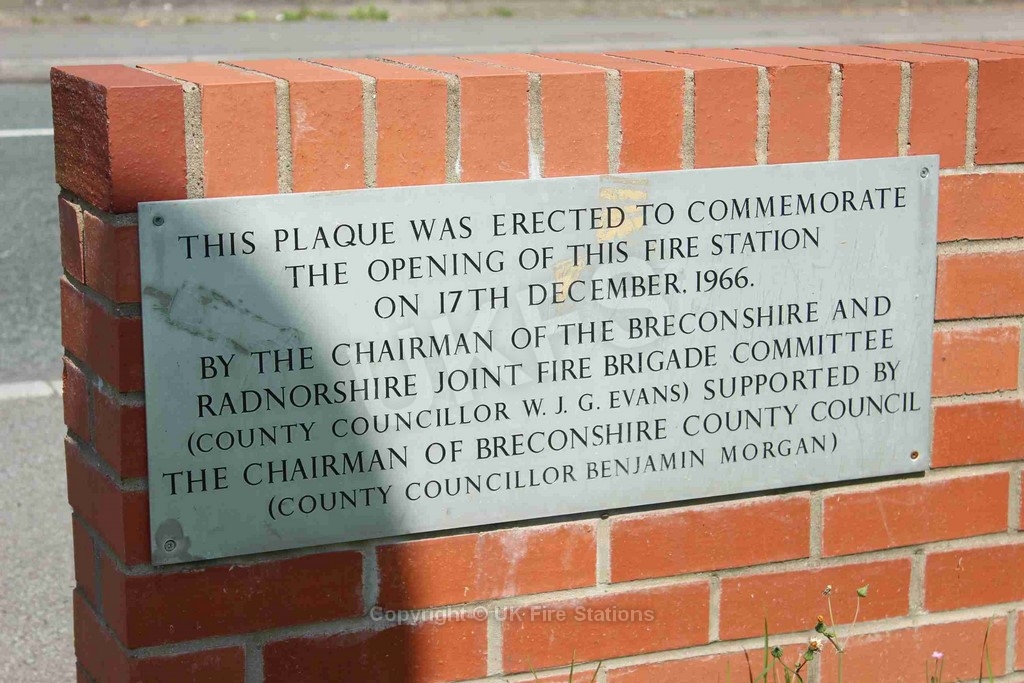 THIS PLAQUE WAS ERECTED TO COMMEMORATE
THE OPENING OF THIS FIRE STATION
ON 17TH DECEMBER. 1966.
BY THE CHAIRMAN OF THE BRECONSHIRE AND
RADNORSHIRE JOINT FIRE BRIGADE COMMITTEE
(COUNTY COUNCILLOR W. J. G. EVANS) SUPPORTED BY
THE CHAIRMAN OF BRECONSHIRE COUNTY COUNCIL
(COUNTY COUNCILLOR BENJAMIN MORGAN)
UKFS
Copyright © UK Fire Stations